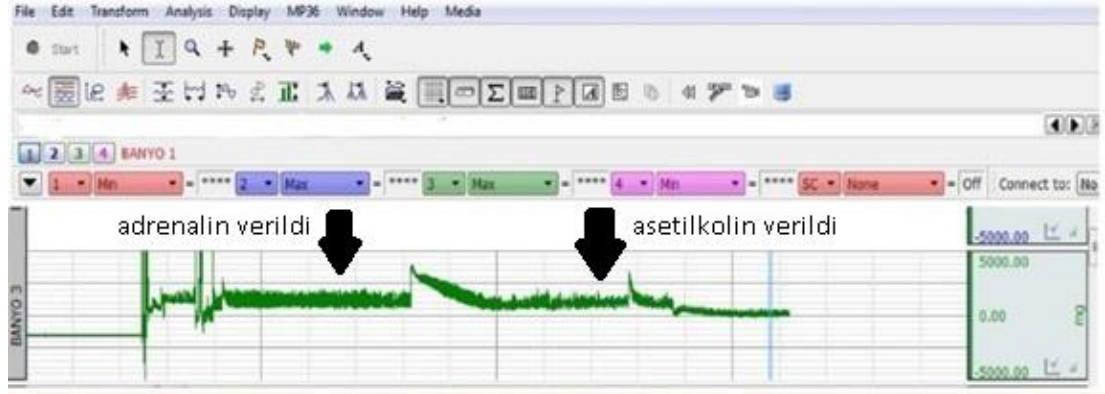 File Edit Transform Analysis Display MP36 Window Help Media
Start
1 2 3 4 BANYO 1
1 Min = **** 2 Max = **** 3 Max = **** 4 Min = **** SC None = Off Connect to: No
adrenalin verildi
asetilkolin verildi
-5000.00
5000.00
0.00
-5000.00
mg
BANYO 3